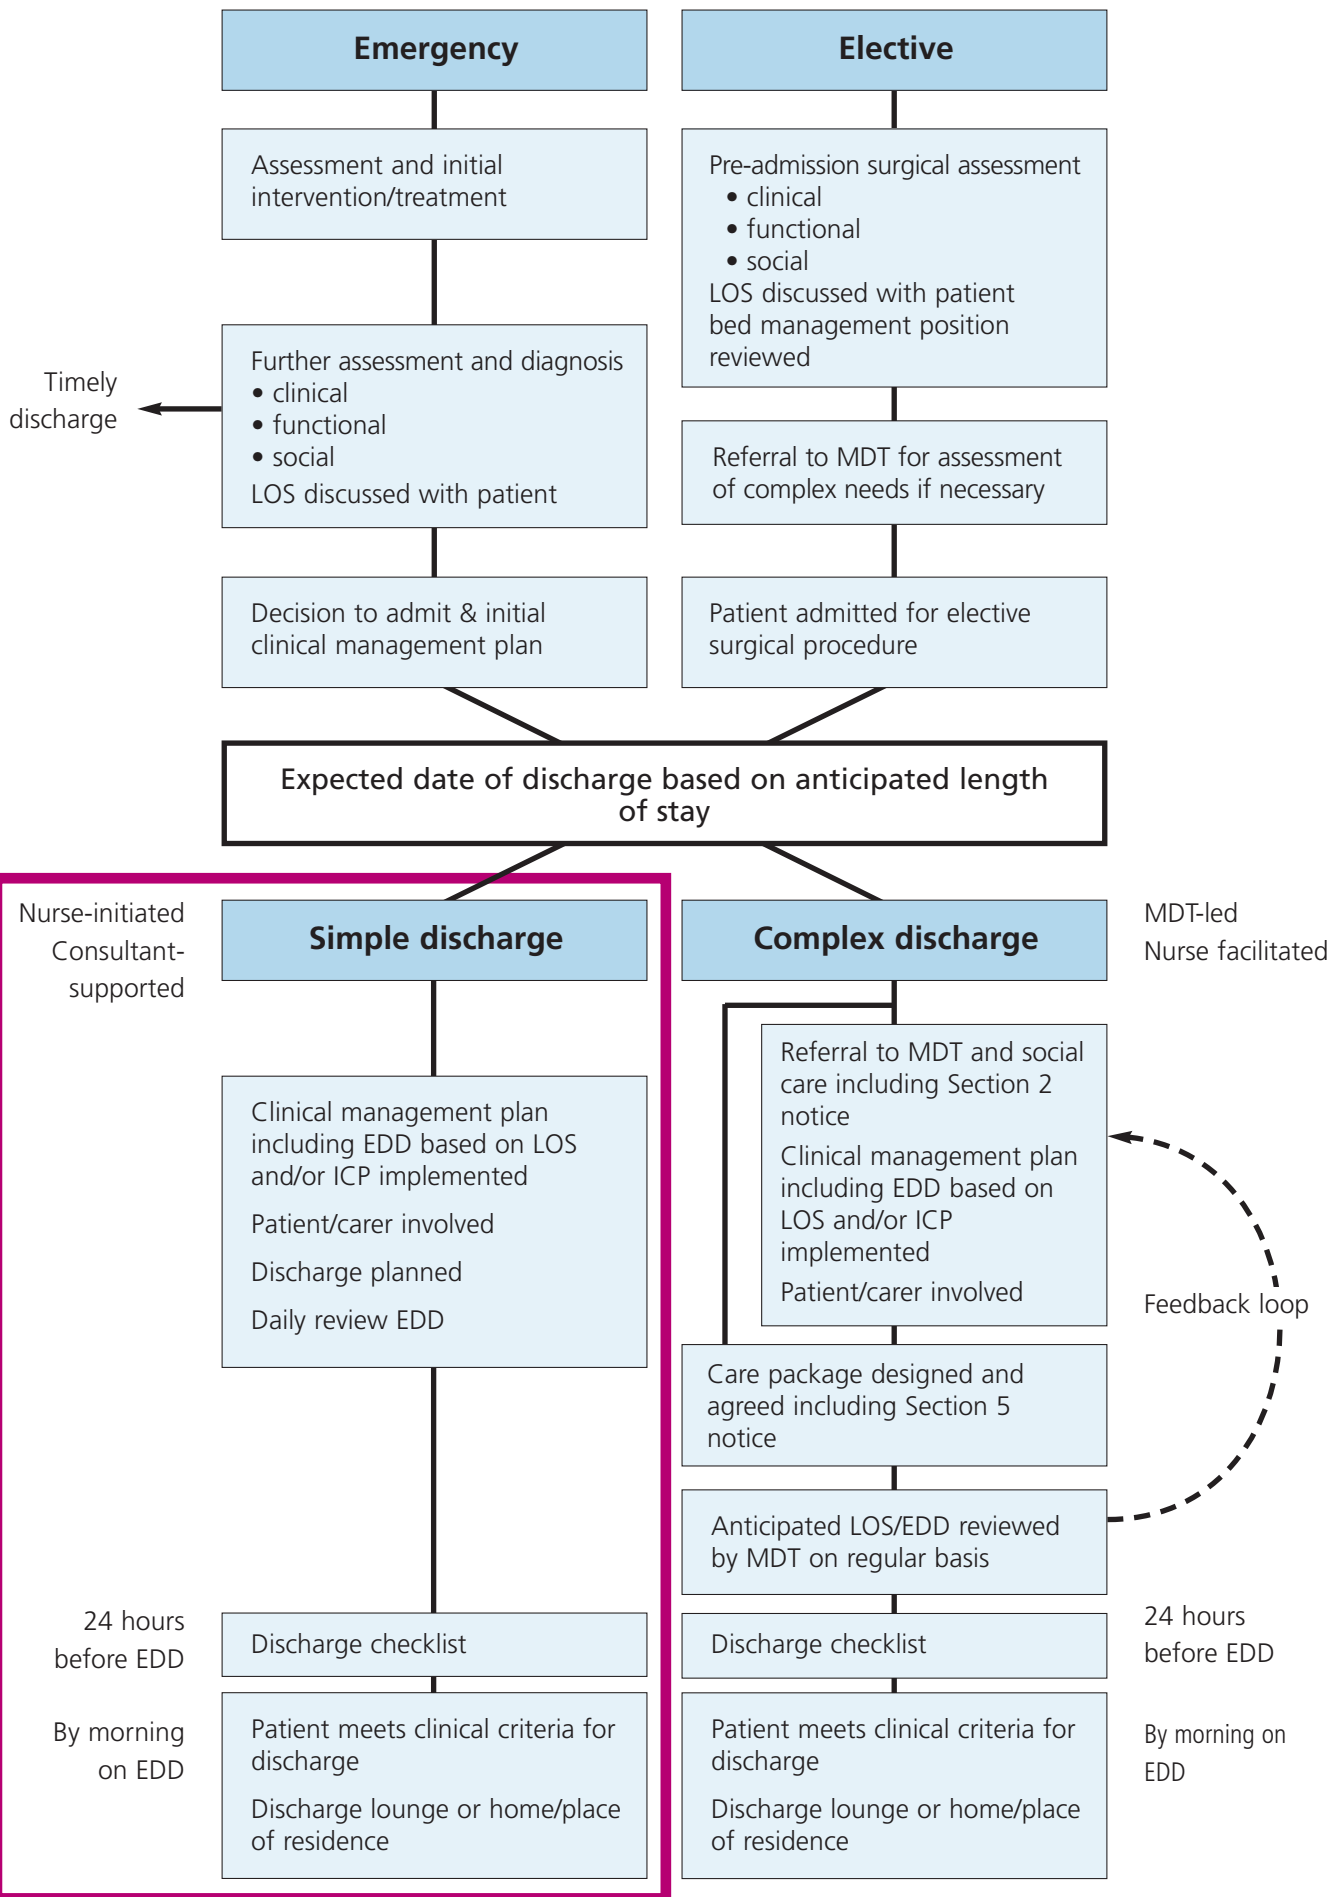 Emergency
Elective
Assessment and initial
intervention/treatment
Pre-admission surgical assessment
• clinical
• functional
• social
LOS discussed with patient
bed management position
reviewed
Timely
discharge
Further assessment and diagnosis
• clinical
• functional
• social
LOS discussed with patient
Referral to MDT for assessment
of complex needs if necessary
Decision to admit & initial
clinical management plan
Patient admitted for elective
surgical procedure
Expected date of discharge based on anticipated length
of stay
Nurse-initiated
Consultant-
supported
Simple discharge
Complex discharge
MDT-led
Nurse facilitated
Clinical management plan
including EDD based on LOS
and/or ICP implemented
Patient/carer involved
Discharge planned
Daily review EDD
Referral to MDT and social
care including Section 2
notice
Clinical management plan
including EDD based on
LOS and/or ICP
implemented
Patient/carer involved
Feedback loop
Care package designed and
agreed including Section 5
notice
Anticipated LOS/EDD reviewed
by MDT on regular basis
24 hours
before EDD
Discharge checklist
Discharge checklist
24 hours
before EDD
By morning
on EDD
Patient meets clinical criteria for
discharge
Discharge lounge or home/place
of residence
Patient meets clinical criteria for
discharge
Discharge lounge or home/place
of residence
By morning on
EDD